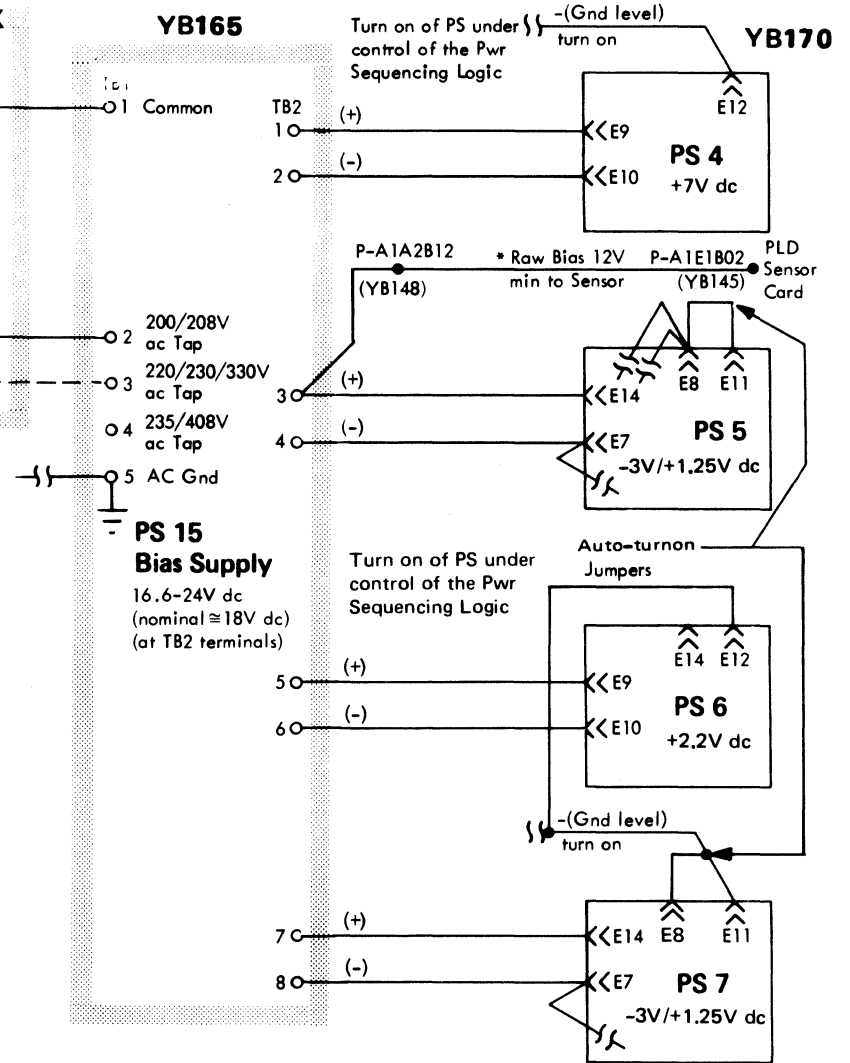 YB165
Turn on of PS under
control of the Pwr
Sequencing Logic
-(Gnd level)
turn on
YB170
1 Common
TB2
1
(+)
E9
2
(-)
E10
E12
PS 4
+7V dc
P-A1A2B12
(YB148)
* Raw Bias 12V
min to Sensor
P-A1E1B02
(YB145)
PLD
Sensor
Card
2 200/208V
ac Tap
3 220/230/330V
ac Tap
4 235/408V
ac Tap
5 AC Gnd
3
(+)
E14
4
(-)
E7
E8
E11
PS 5
-3V/+1.25V dc
PS 15
Bias Supply
16.6-24V dc
(nominal ≅ 18V dc)
(at TB2 terminals)
Turn on of PS under
control of the Pwr
Sequencing Logic
Auto-turnon
Jumpers
5
(+)
E9
6
(-)
E10
E14
E12
PS 6
+2.2V dc
-(Gnd level)
turn on
7
(+)
E14
8
(-)
E7
E8
E11
PS 7
-3V/+1.25V dc